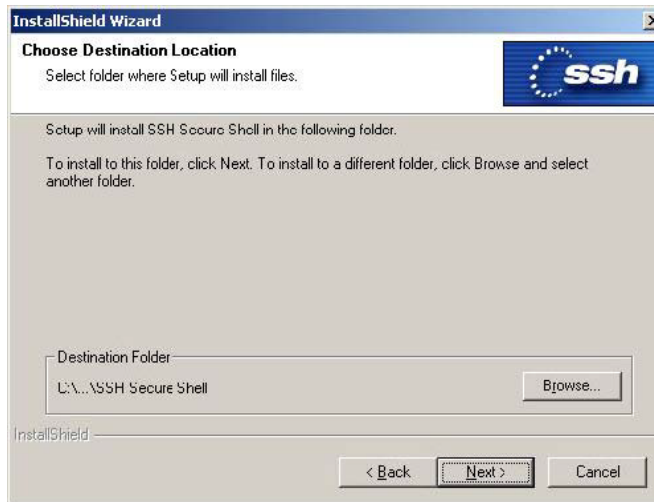 InstallShield Wizard
Choose Destination Location
Select folder where Setup will install files.
ssh
Setup will install SSH Secure Shell in the following folder.
To install to this folder, click Next. To install to a different folder, click Browse and select
another folder.
Destination Folder
C:\...\SSH Secure Shell
Browse...
InstallShield
< Back
Next >
Cancel